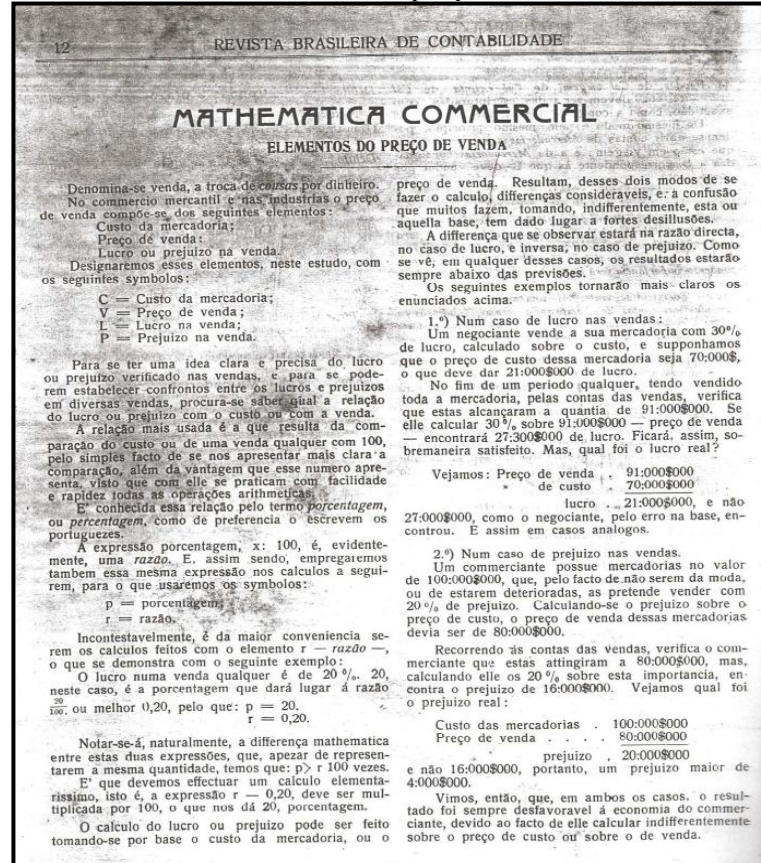 12
REVISTA BRASILEIRA DE CONTABILIDADE
MATHEMATICA COMMERCIAL
ELEMENTOS DO PREÇO DE VENDA
Denomina-se venda, a troca de cousas por dinheiro.
No commercio mercantil e nas industrias o preço
de venda compõe-se dos seguintes elementos:
Custo da mercadoria;
Preço de venda:
Lucro ou prejuizo na venda.
Designaremos esses elementos, neste estudo, com
os seguintes symbolos:
C = Custo da mercadoria;
V = Preço de venda;
L = Lucro na venda;
P = Prejuizo na venda.
Para se ter uma idea clara e precisa do lucro
ou prejuizo verificado nas vendas, e para se pode-
rem estabelecer confrontos entre os lucros e prejuizos
em diversas vendas, procura-se saber qual a relação
do lucro ou prejuizo com o custo ou com a venda.
A relação mais usada é a que resulta da com-
paração do custo ou de uma venda qualquer com 100,
pelo simples facto de se nos apresentar mais clara a
comparação, além da vantagem que esse numero apre-
senta, visto que com elle se praticam com facilidade
e rapidez todas as operações arithmeticas.
E' conhecida essa relação pelo termo porcentagem,
ou percentagem, como de preferencia o escrevem os
portuguezes.
A expressão porcentagem, x: 100, é, evidente-
mente, uma razão. E, assim sendo, empregaremos
tambem essa mesma expressão nos calculos a segui-
rem, para o que usaremos os symbolos:
p = porcentagem;
r = razão.
Incontestavelmente, é da maior conveniencia se-
rem os calculos feitos com o elemento r — razão —,
o que se demonstra com o seguinte exemplo:
O lucro numa venda qualquer é de 20 %. 20,
neste caso, é a porcentagem que dará lugar á razão
20/100, ou melhor 0,20, pelo que: p = 20.
r = 0,20.
Notar-se-á, naturalmente, a differença mathematica
entre estas duas expressões, que, apezar de represen-
tarem a mesma quantidade, temos que: p> r 100 vezes.
E' que devemos effectuar um calculo elementa-
rissimo, isto é, a expressão r — 0,20, deve ser mul-
tiplicada por 100, o que nos dá 20, porcentagem.
O calculo do lucro ou prejuizo pode ser feito
tomando-se por base o custo da mercadoria, ou o
preço de venda. Resultam, desses dois modos de se
fazer o calculo, differenças consideraveis, e a confusão
que muitos fazem, tomando, indifferentemente, esta ou
aquella base, tem dado lugar a fortes desillusões.
A differença que se observar estará na razão directa,
no caso de lucro, e inversa, no caso de prejuizo. Como
se vê, em qualquer desses casos, os resultados estarão
sempre abaixo das previsões.
Os seguintes exemplos tornarão mais claros os
enunciados acima.
1.º) Num caso de lucro nas vendas:
Um negociante vende a sua mercadoria com 30%
de lucro, calculado sobre o custo, e supponhamos
que o preço de custo dessa mercadoria seja 70:000$,
o que deve dar 21:000$000 de lucro.
No fim de um periodo qualquer, tendo vendido
toda a mercadoria, pelas contas das vendas, verifica
que estas alcançaram a quantia de 91:000$000. Se
elle calcular 30 % sobre 91:000$000 — preço de venda
— encontrará 27:300$000 de lucro. Ficará, assim, so-
bremaneira satisfeito. Mas, qual foi o lucro real?
Vejamos: Preço de venda . 91:000$000
" de custo . 70:000$000
lucro . 21:000$000, e não
27:000$000, como o negociante, pelo erro na base, en-
controu. E assim em casos analogos.
2.º) Num caso de prejuizo nas vendas.
Um commerciante possue mercadorias no valor
de 100:000$000, que, pelo facto de não serem da moda,
ou de estarem deterioradas, as pretende vender com
20 % de prejuizo. Calculando-se o prejuizo sobre o
preço de custo, o preço de venda dessas mercadorias
devia ser de 80:000$000.
Recorrendo ás contas das vendas, verifica o com-
merciante que estas attingiram a 80:000$000, mas,
calculando elle os 20 % sobre esta importancia, en-
contra o prejuizo de 16:000$000. Vejamos qual foi
o prejuizo real:
Custo das mercadorias . 100:000$000
Preço de venda . . . . 80:000$000
prejuizo . 20:000$000
e não 16:000$000, portanto, um prejuizo maior de
4:000$000.
Vimos, então, que, em ambos os casos, o resul-
tado foi sempre desfavoravel á economia do commer-
ciante, devido ao facto de elle calcular indifferentemente
sobre o preço de custo ou sobre o de venda.